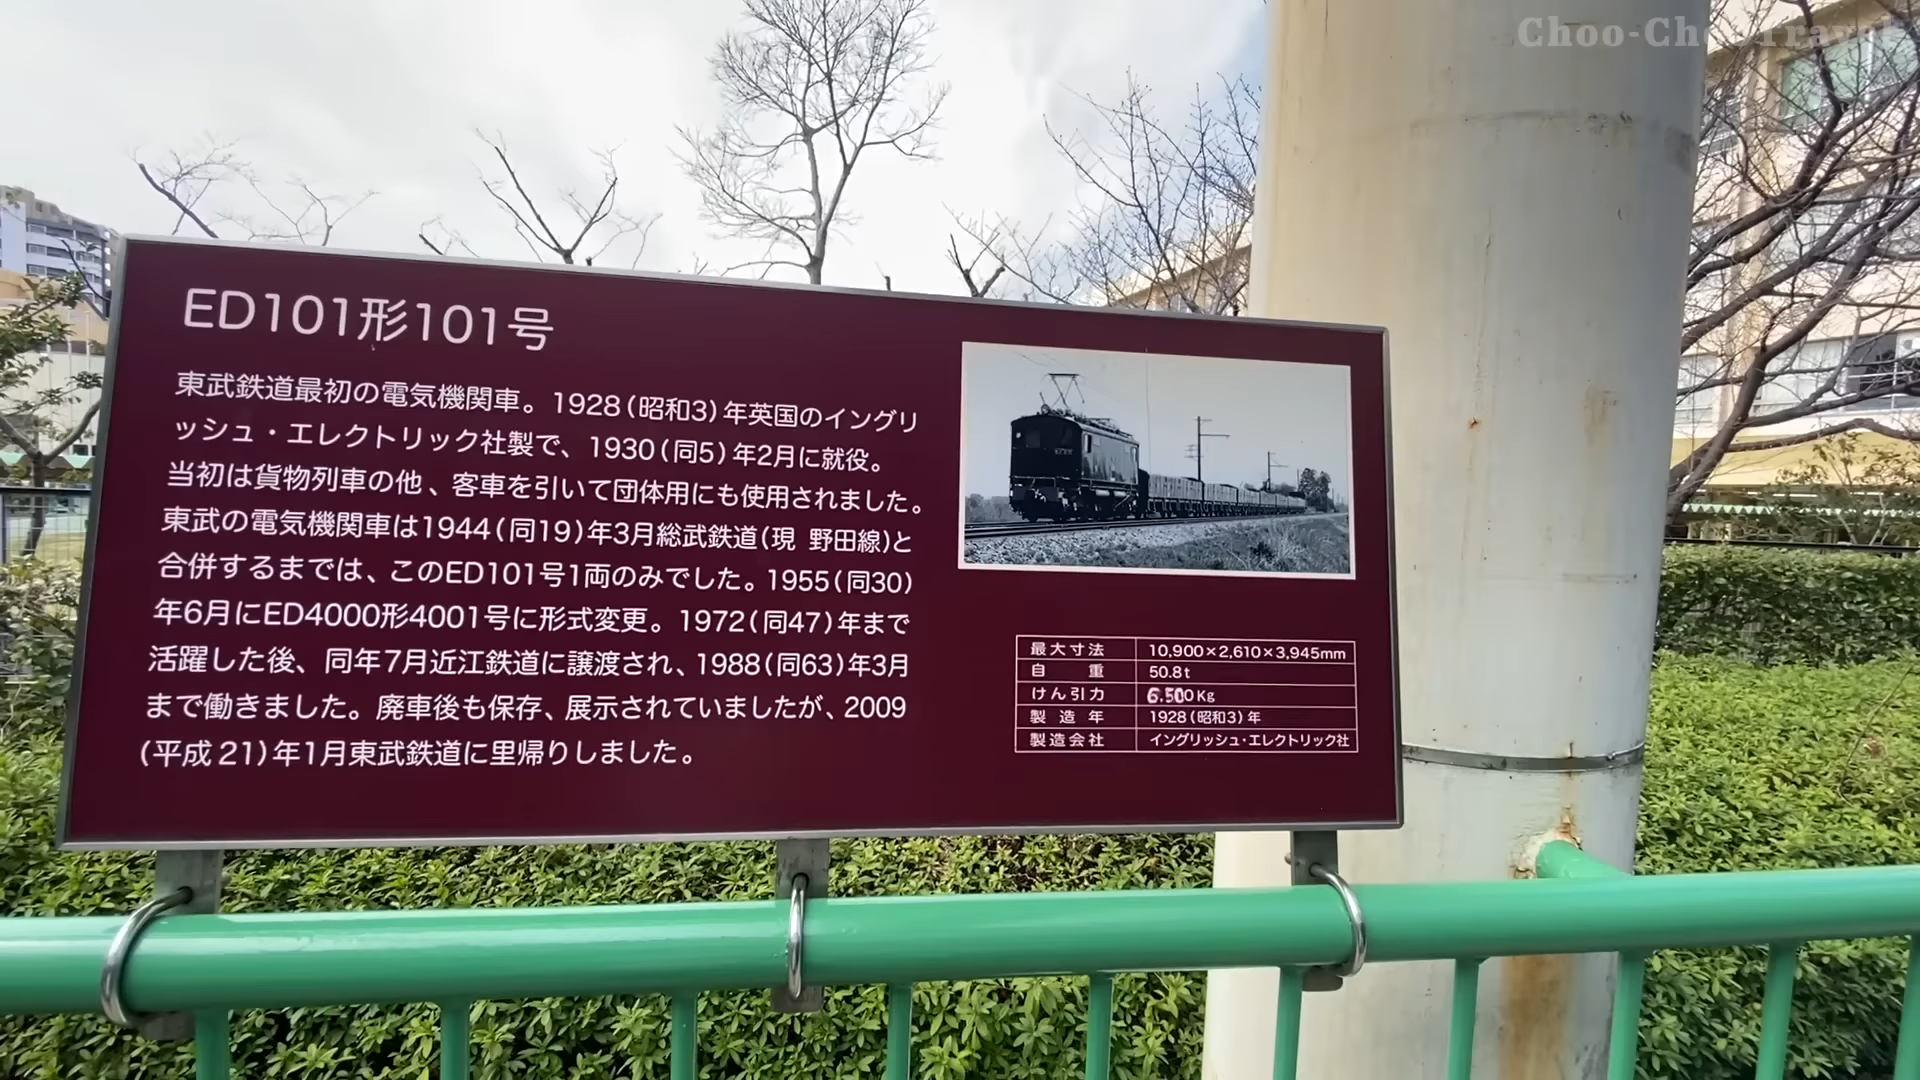 Choo-Choo Travel
ED101形101号
東武鉄道最初の電気機関車。1928(昭和3)年英国のイングリ
ッシュ・エレクトリック社製で、1930(同5)年2月に就役。
当初は貨物列車の他、客車を引いて団体用にも使用されました。
東武の電気機関車は1944(同19)年3月総武鉄道(現 野田線)と
合併するまでは、このED101号1両のみでした。1955(同30)
年6月にED4000形4001号に形式変更。1972(同47)年まで
活躍した後、同年7月近江鉄道に譲渡され、1988(同63)年3月
まで働きました。廃車後も保存、展示されていましたが、2009
(平成21)年1月東武鉄道に里帰りしました。
最大寸法 10,900×2,610×3,945mm
自 重 50.8t
けん引力 6.500Kg
製造年 1928(昭和3)年
製造会社 イングリッシュ・エレクトリック社